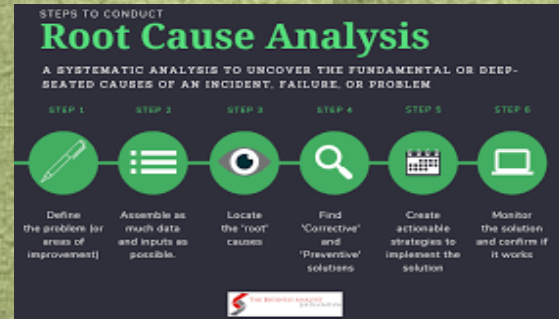 STEPS TO CONDUCT
Root Cause Analysis
A SYSTEMATIC ANALYSIS TO UNCOVER THE FUNDAMENTAL OR DEEP-
SEATED CAUSES OF AN INCIDENT, FAILURE, OR PROBLEM
STEP 1
STEP 2
STEP 3
STEP 4
STEP 5
STEP 6
Define
the problem (or
areas of
improvement)
Assemble as
much data
and inputs as
possible.
Locate
the 'root'
causes
Find
'Corrective'
and
'Preventive'
solutions
Create
actionable
strategies to
implement the
solution
Monitor
the solution
and confirm if
it works
THE BUSINESS ANALYST